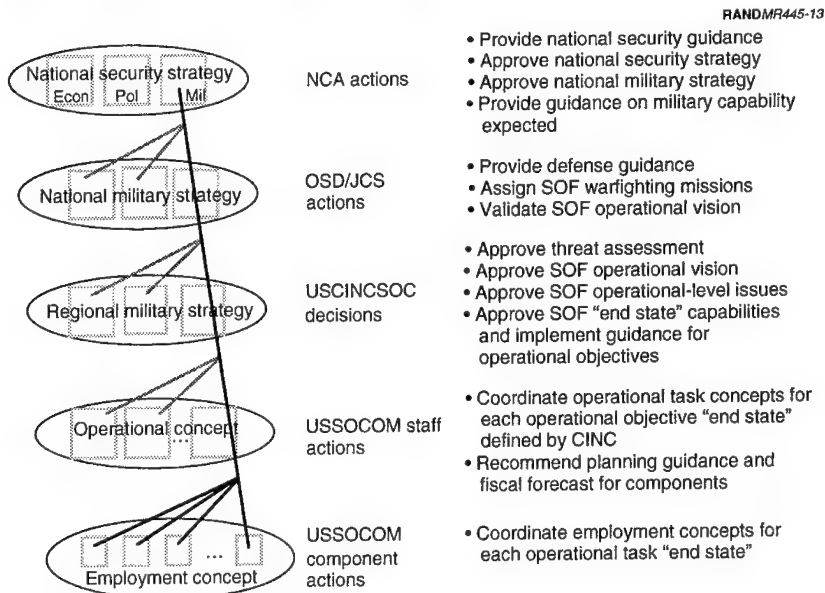 RANDMR445-13
National security strategy
Econ Pol Mil
NCA actions
• Provide national security guidance
• Approve national security strategy
• Approve national military strategy
• Provide guidance on military capability
expected
National military strategy
OSD/JCS
actions
• Provide defense guidance
• Assign SOF warfighting missions
• Validate SOF operational vision
Regional military strategy
USCINCSOC
decisions
• Approve threat assessment
• Approve SOF operational vision
• Approve SOF operational-level issues
• Approve SOF “end state” capabilities
and implement guidance for
operational objectives
Operational concept
...
USSOCOM staff
actions
• Coordinate operational task concepts for
each operational objective “end state”
defined by CINC
• Recommend planning guidance and
fiscal forecast for components
...
Employment concept
USSOCOM
component
actions
• Coordinate employment concepts for
each operational task “end state”